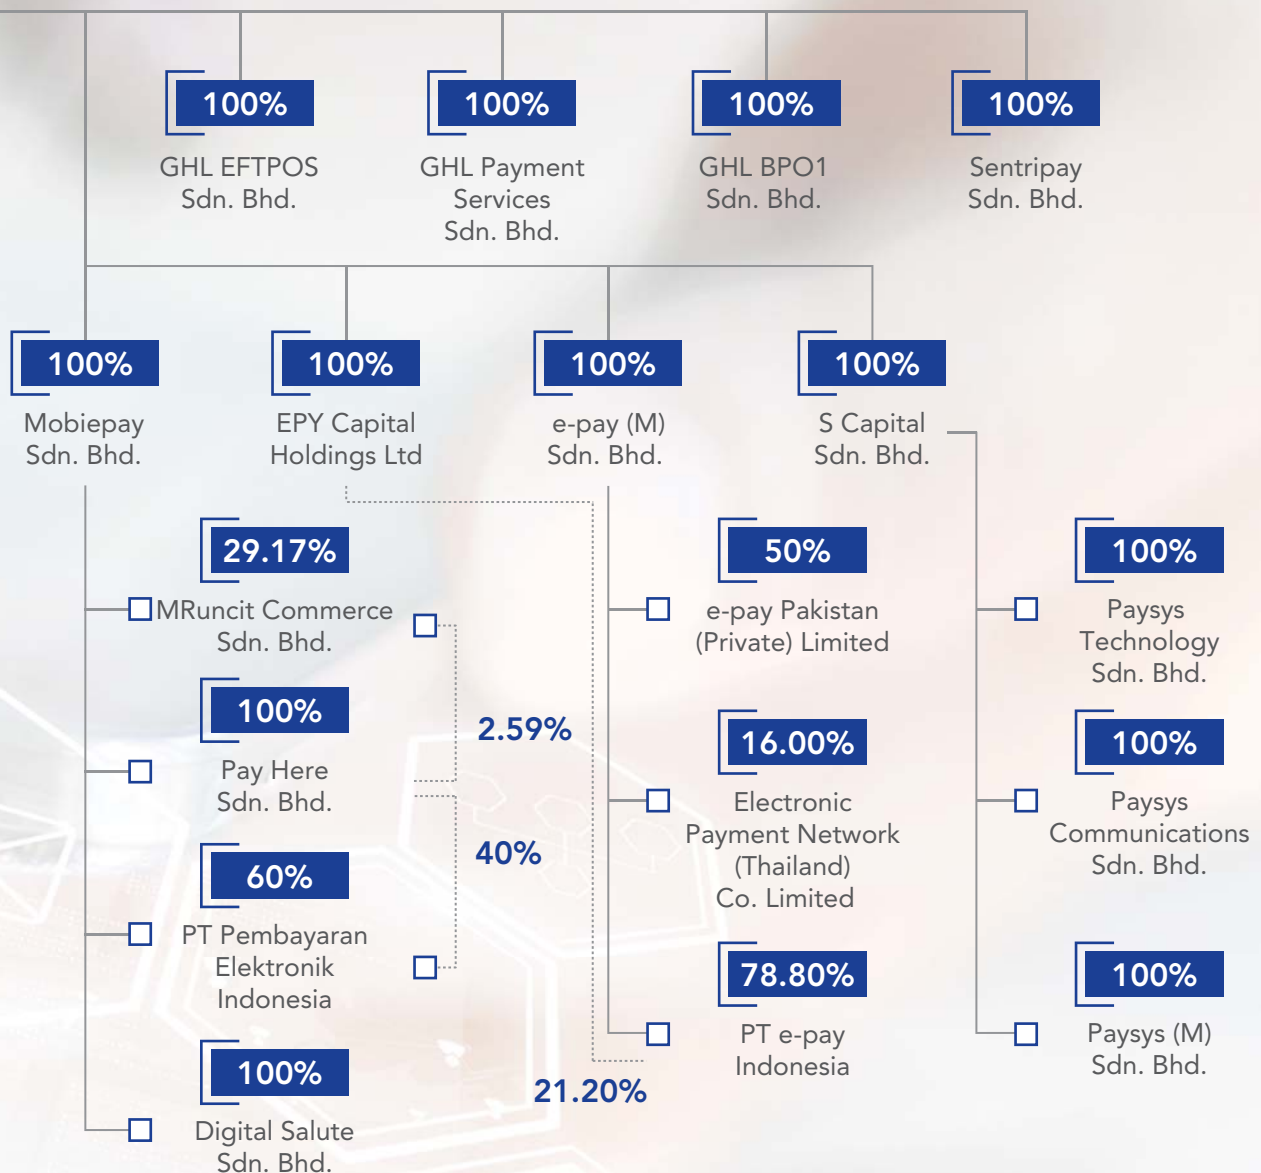 100%
GHL EFTPOS
Sdn. Bhd.
100%
GHL Payment
Services
Sdn. Bhd.
100%
GHL BPO1
Sdn. Bhd.
100%
Sentripay
Sdn. Bhd.
100%
Mobiepay
Sdn. Bhd.
100%
EPY Capital
Holdings Ltd
100%
e-pay (M)
Sdn. Bhd.
100%
S Capital
Sdn. Bhd.
29.17%
MRuncit Commerce
Sdn. Bhd.
100%
Pay Here
Sdn. Bhd.
60%
PT Pembayaran
Elektronik
Indonesia
100%
Digital Salute
Sdn. Bhd.
2.59%
40%
21.20%
50%
e-pay Pakistan
(Private) Limited
16.00%
Electronic
Payment Network
(Thailand)
Co. Limited
78.80%
PT e-pay
Indonesia
100%
Paysys
Technology
Sdn. Bhd.
100%
Paysys
Communications
Sdn. Bhd.
100%
Paysys (M)
Sdn. Bhd.